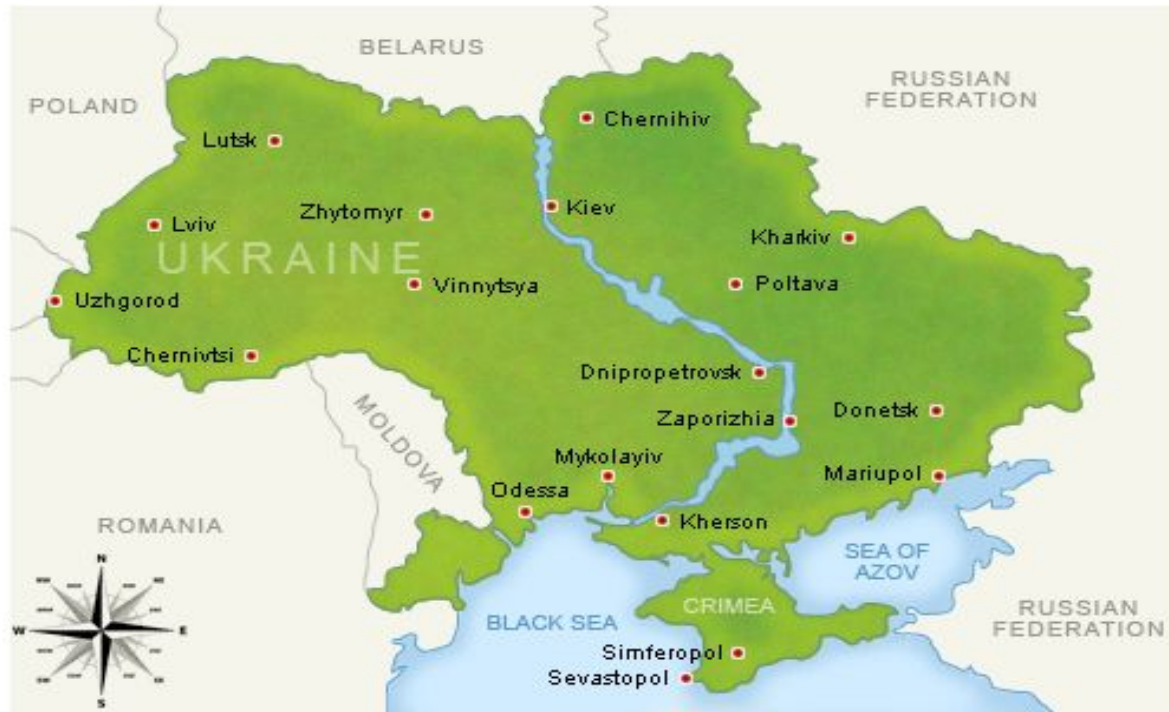 BELARUS
POLAND
RUSSIAN
FEDERATION
Chernihiv
Lutsk
Kiev
Zhytomyr
Lviv
UKRAINE
Kharkiv
Vinnytsya
Poltava
Uzhgorod
Chernivtsi
Dnipropetrovsk
MOLDOVA
Zaporizhia
Donetsk
Mykolayiv
Mariupol
Odessa
Kherson
ROMANIA
SEA OF
AZOV
N
W
E
S
CRIMEA
BLACK SEA
RUSSIAN
FEDERATION
Simferopol
Sevastopol